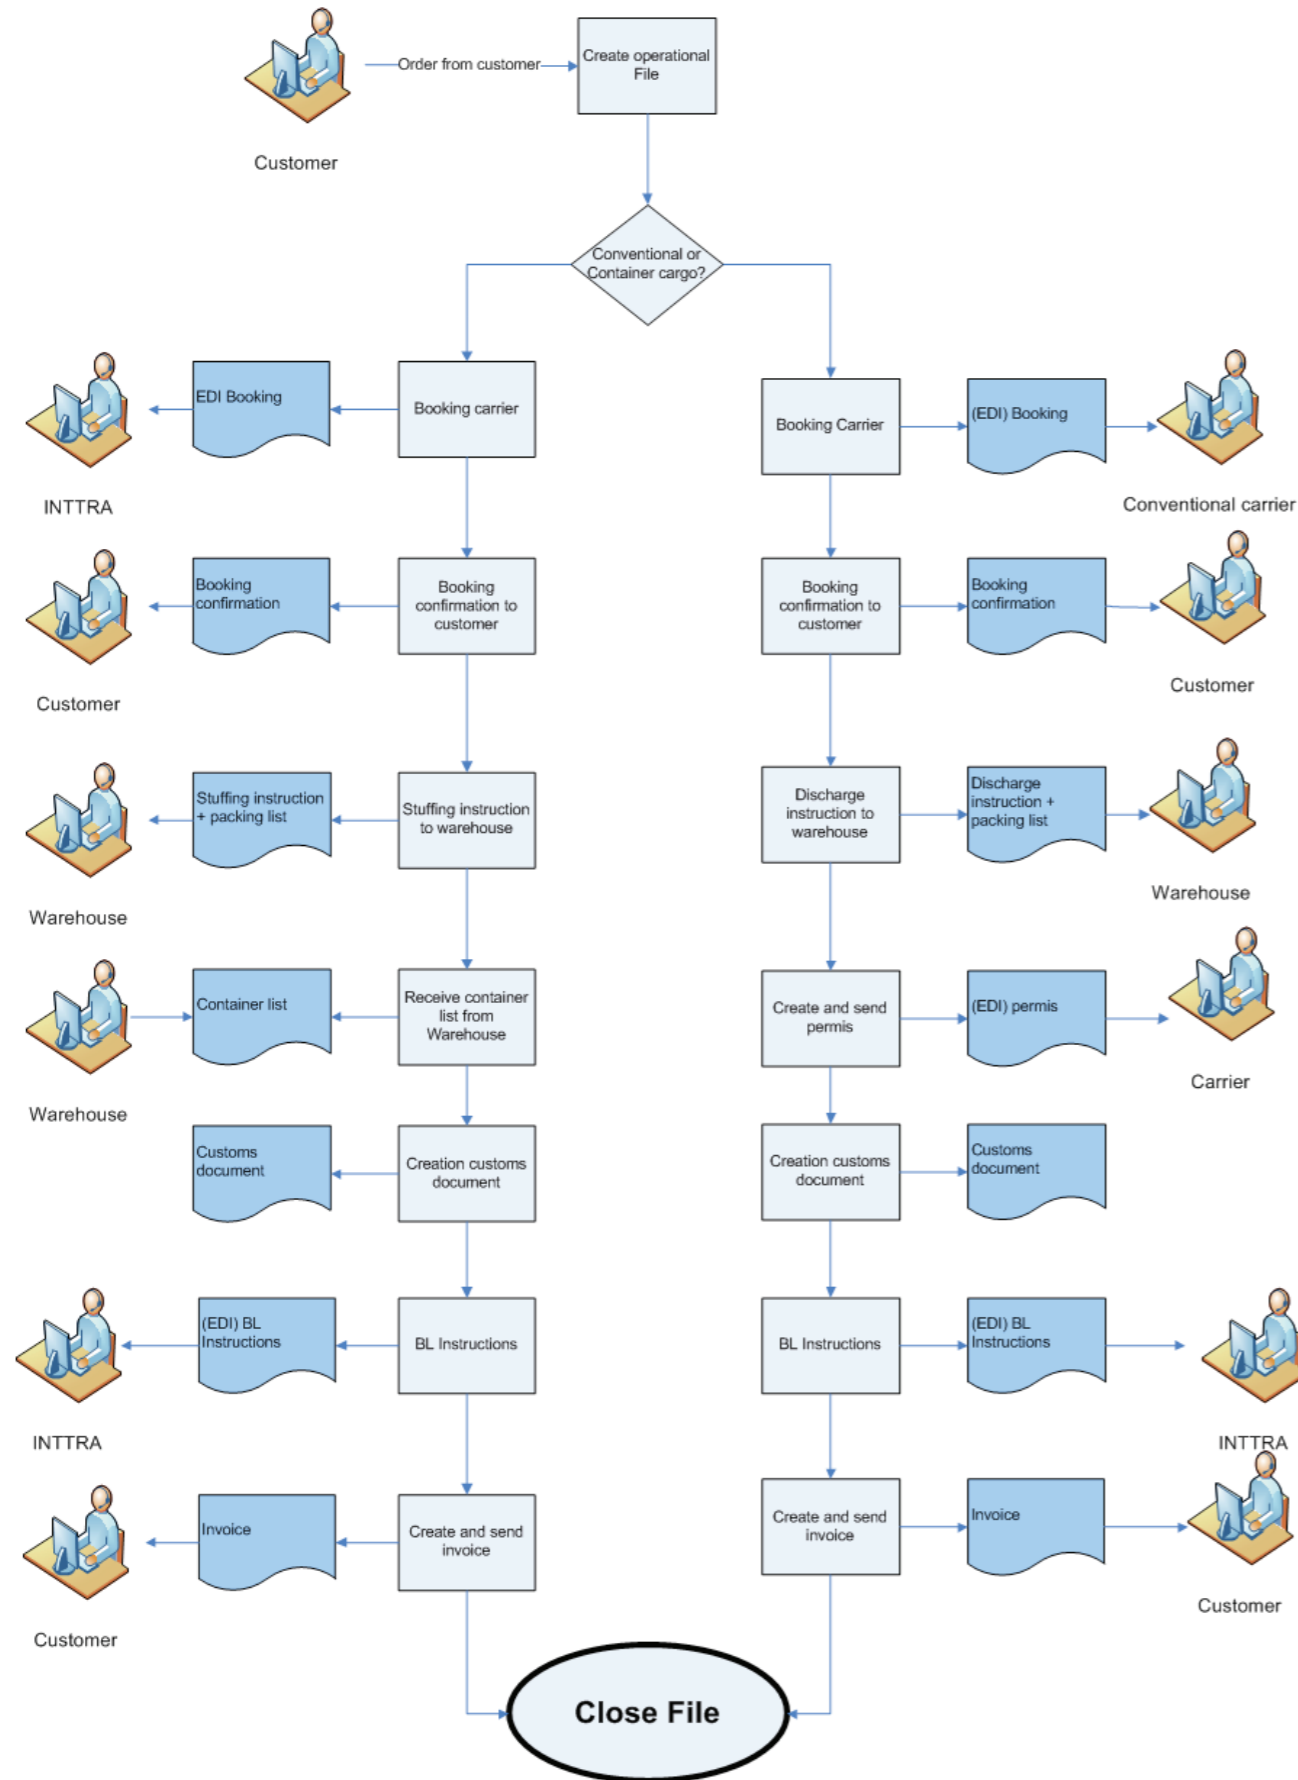 Order from customer
Create operational
File
Customer
Conventional or
Container cargo?
EDI Booking
Booking carrier
INTTRA
Booking Carrier
(EDI) Booking
Conventional carrier
Booking
confirmation
Booking
confirmation to
customer
Customer
Booking
confirmation to
customer
Booking
confirmation
Customer
Stuffing instruction
+ packing list
Stuffing instruction
to warehouse
Warehouse
Discharge
instruction to
warehouse
Discharge
instruction +
packing list
Warehouse
Container list
Receive container
list from
Warehouse
Warehouse
Create and send
permis
(EDI) permis
Carrier
Customs
document
Creation customs
document
Creation customs
document
Customs
document
(EDI) BL
Instructions
BL Instructions
INTTRA
BL Instructions
(EDI) BL
Instructions
INTTRA
Invoice
Create and send
invoice
Customer
Create and send
invoice
Invoice
Customer
Close File